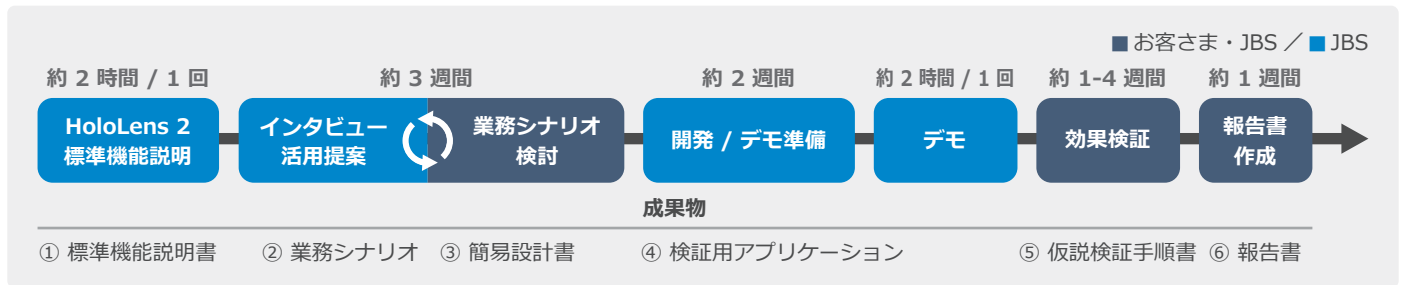 ■ お客さま・JBS ／ ■ JBS
約 2 時間 / 1 回
約 3 週間
約 2 週間
約 2 時間 / 1 回
約 1-4 週間
約 1 週間
HoloLens 2
標準機能説明
インタビュー
活用提案
業務シナリオ
検討
開発 / デモ準備
デモ
効果検証
報告書
作成
成果物
① 標準機能説明書
② 業務シナリオ
③ 簡易設計書
④ 検証用アプリケーション
⑤ 仮説検証手順書
⑥ 報告書